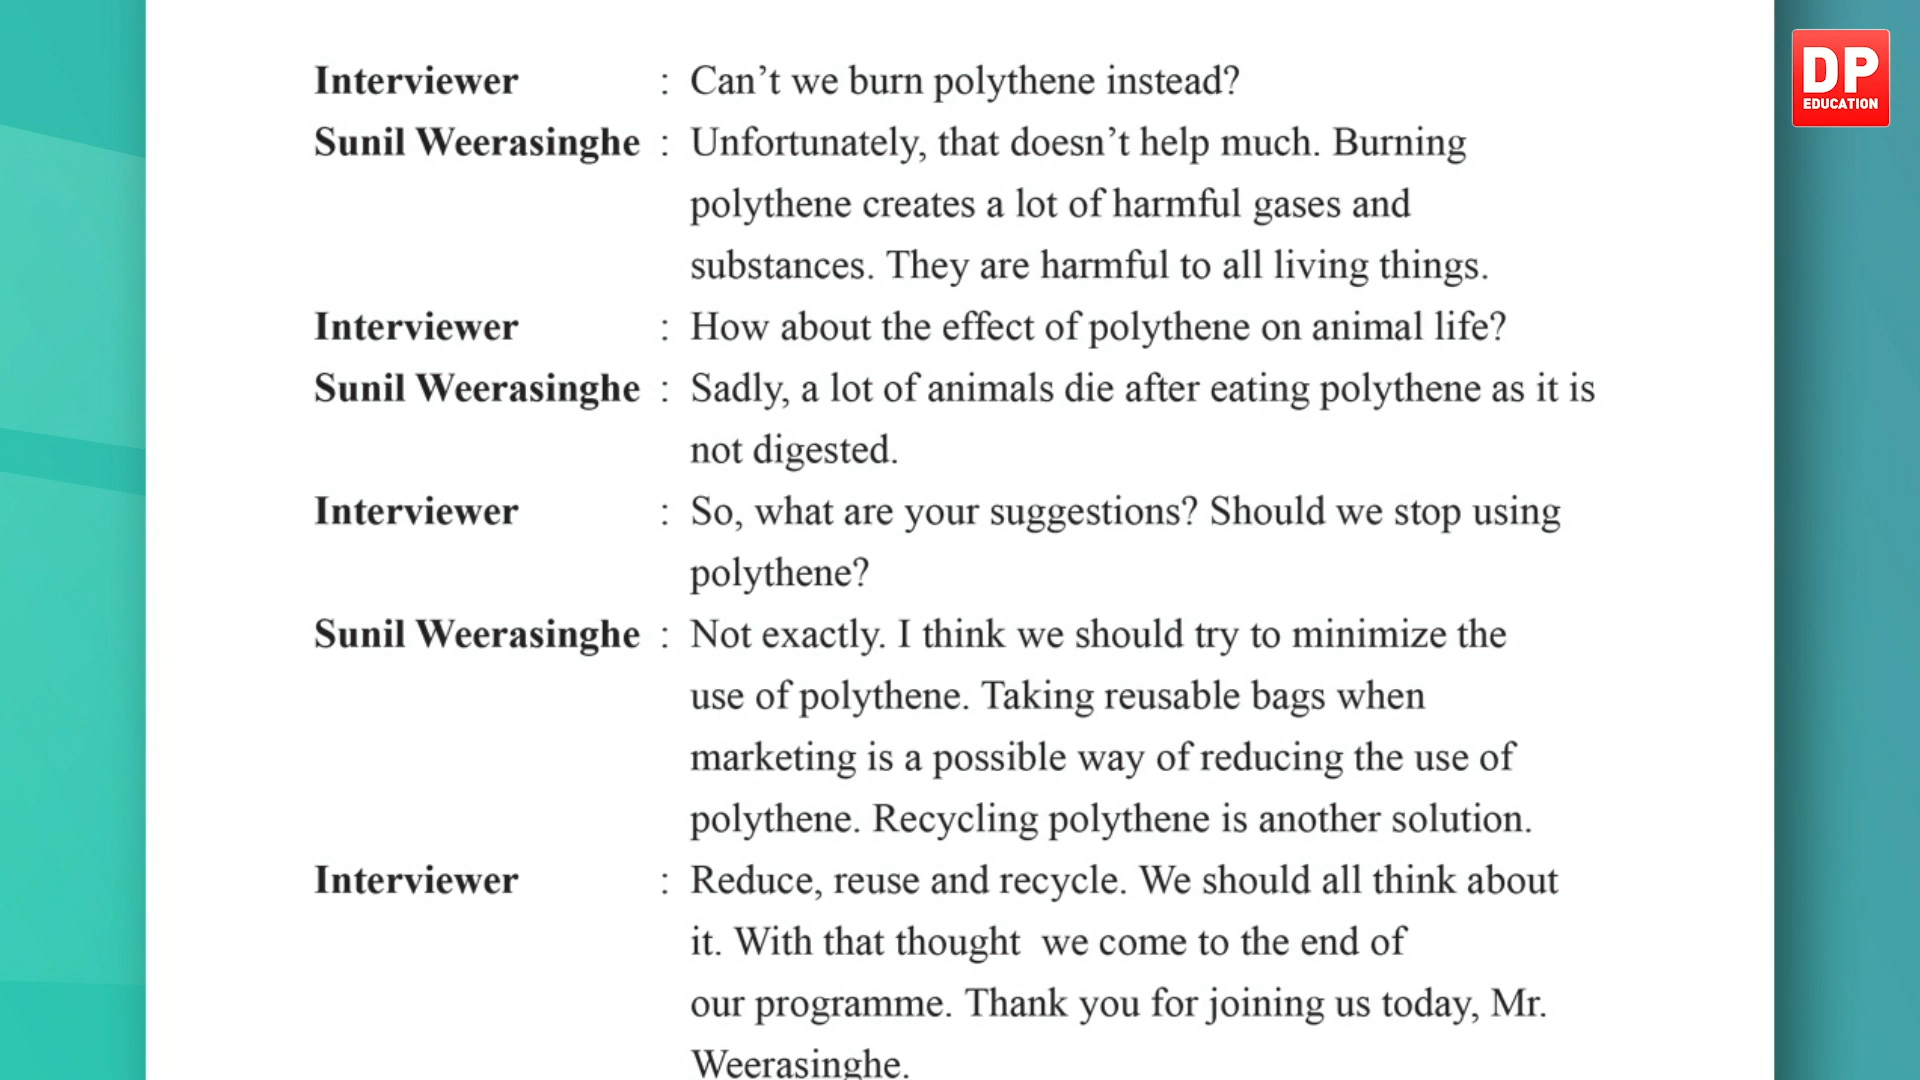 DP
EDUCATION
Interviewer : Can’t we burn polythene instead?
Sunil Weerasinghe : Unfortunately, that doesn’t help much. Burning
polythene creates a lot of harmful gases and
substances. They are harmful to all living things.
Interviewer : How about the effect of polythene on animal life?
Sunil Weerasinghe : Sadly, a lot of animals die after eating polythene as it is
not digested.
Interviewer : So, what are your suggestions? Should we stop using
polythene?
Sunil Weerasinghe : Not exactly. I think we should try to minimize the
use of polythene. Taking reusable bags when
marketing is a possible way of reducing the use of
polythene. Recycling polythene is another solution.
Interviewer : Reduce, reuse and recycle. We should all think about
it. With that thought we come to the end of
our programme. Thank you for joining us today, Mr.
Weerasinghe.